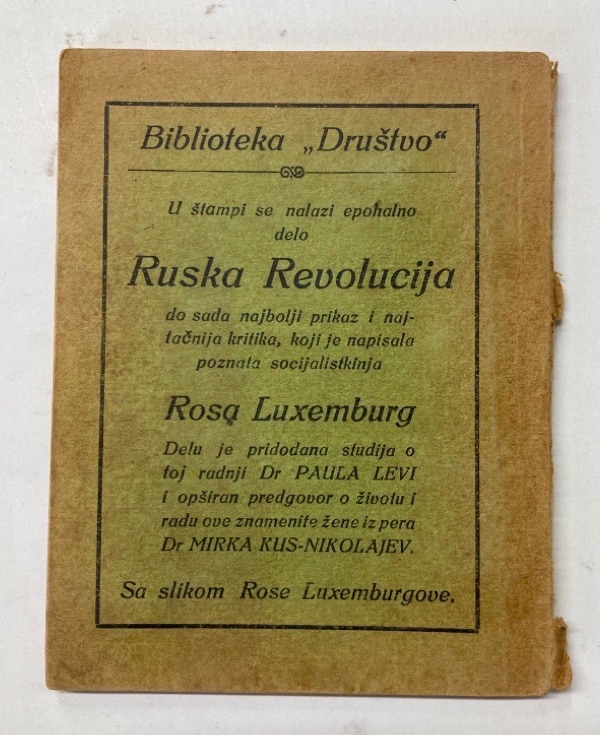 Biblioteka „Društvo“
U štampi se nalazi epohalno
delo
Ruska Revolucija
do sada najbolji prikaz i naj-
tačnija kritika, koji je napisala
poznata socijalistkinja
Rosa Luxemburg
Delu je pridodana studija o
toj radnji Dr PAULA LEVI
i opširan predgovor o životu i
radu ove znamenite žene iz pera
Dr MIRKA KUS-NIKOLAJEV.
Sa slikom Rose Luxemburgove.